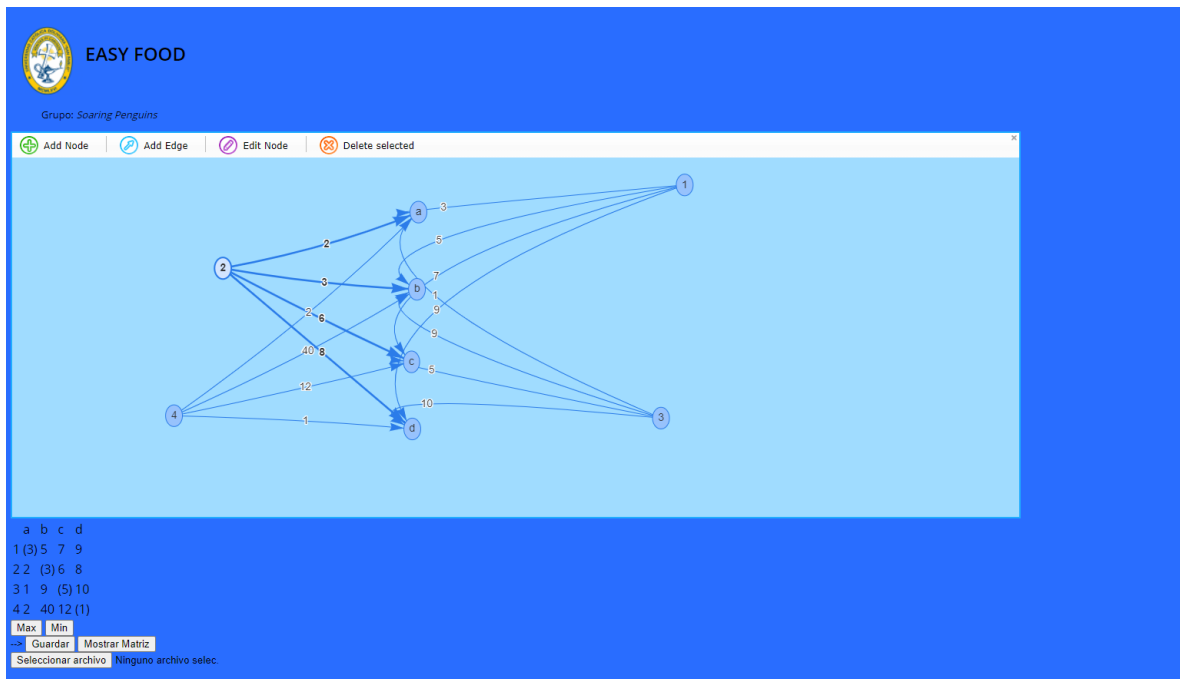 EASY FOOD
Grupo: Soaring Penguins
Add Node Add Edge Edit Node Delete selected ×
1
a 3
2 5
2
7
3 b 1
2 6 9
9
40 8 c 5
12
10
4 1 d 3
a b c d
1 (3) 5 7 9
2 2 (3) 6 8
3 1 9 (5) 10
4 2 40 12 (1)
Max Min
--> Guardar Mostrar Matriz
Seleccionar archivo Ninguno archivo selec.